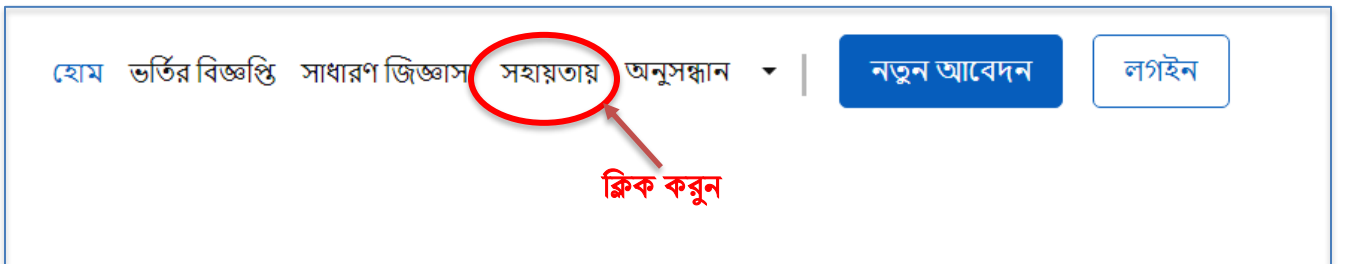 হোম ভর্তির বিজ্ঞপ্তি সাধারণ জিজ্ঞাসা সহায়তায় অনুসন্ধান | নতুন আবেদন লগইন
ক্লিক করুন